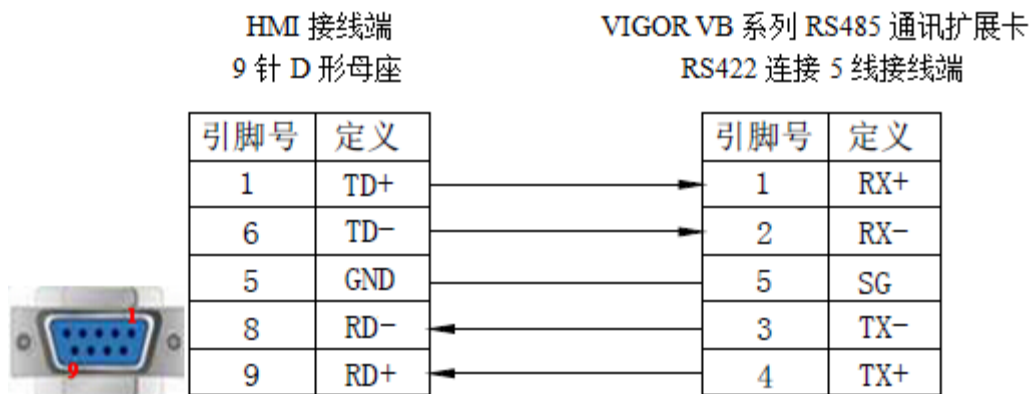 HMI 接线端 VIGOR VB 系列 RS485 通讯扩展卡
9 针 D 形母座 RS422 连接 5 线接线端
引脚号 定义 引脚号 定义
1 TD+ 1 RX+
6 TD- 2 RX-
5 GND 5 SG
8 RD- 3 TX-
9 RD+ 4 TX+
1
9